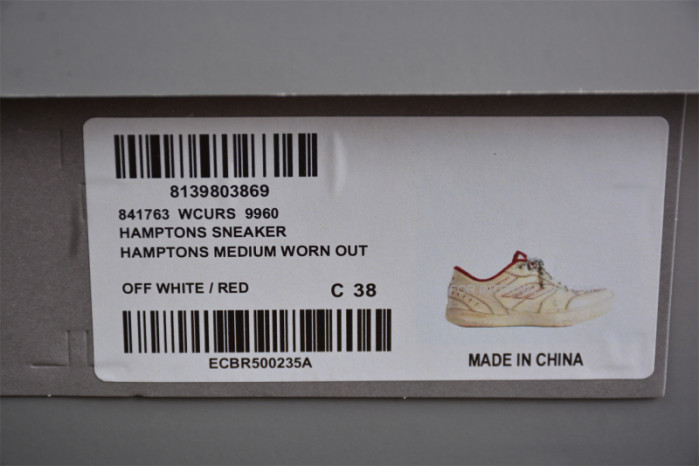 8139803869
841763 WCURS 9960
HAMPTONS SNEAKER
HAMPTONS MEDIUM WORN OUT
OFF WHITE / RED C 38
ECBR500235A
MADE IN CHINA